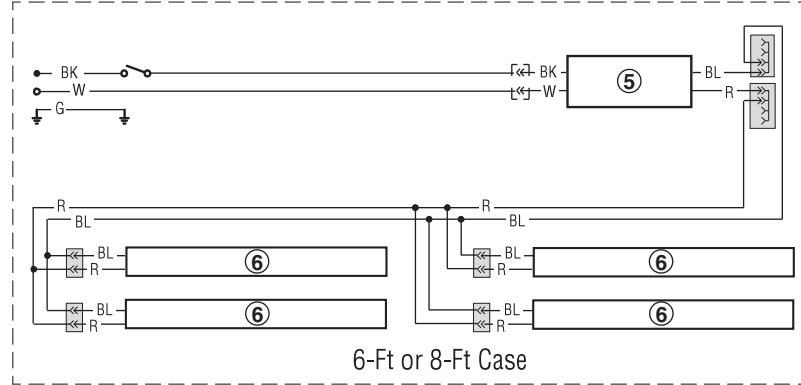 BK BK BL
5
W W R
G
R R
BL BL
BL BL
6 6
R R
BL BL
6 6
R R
6-Ft or 8-Ft Case